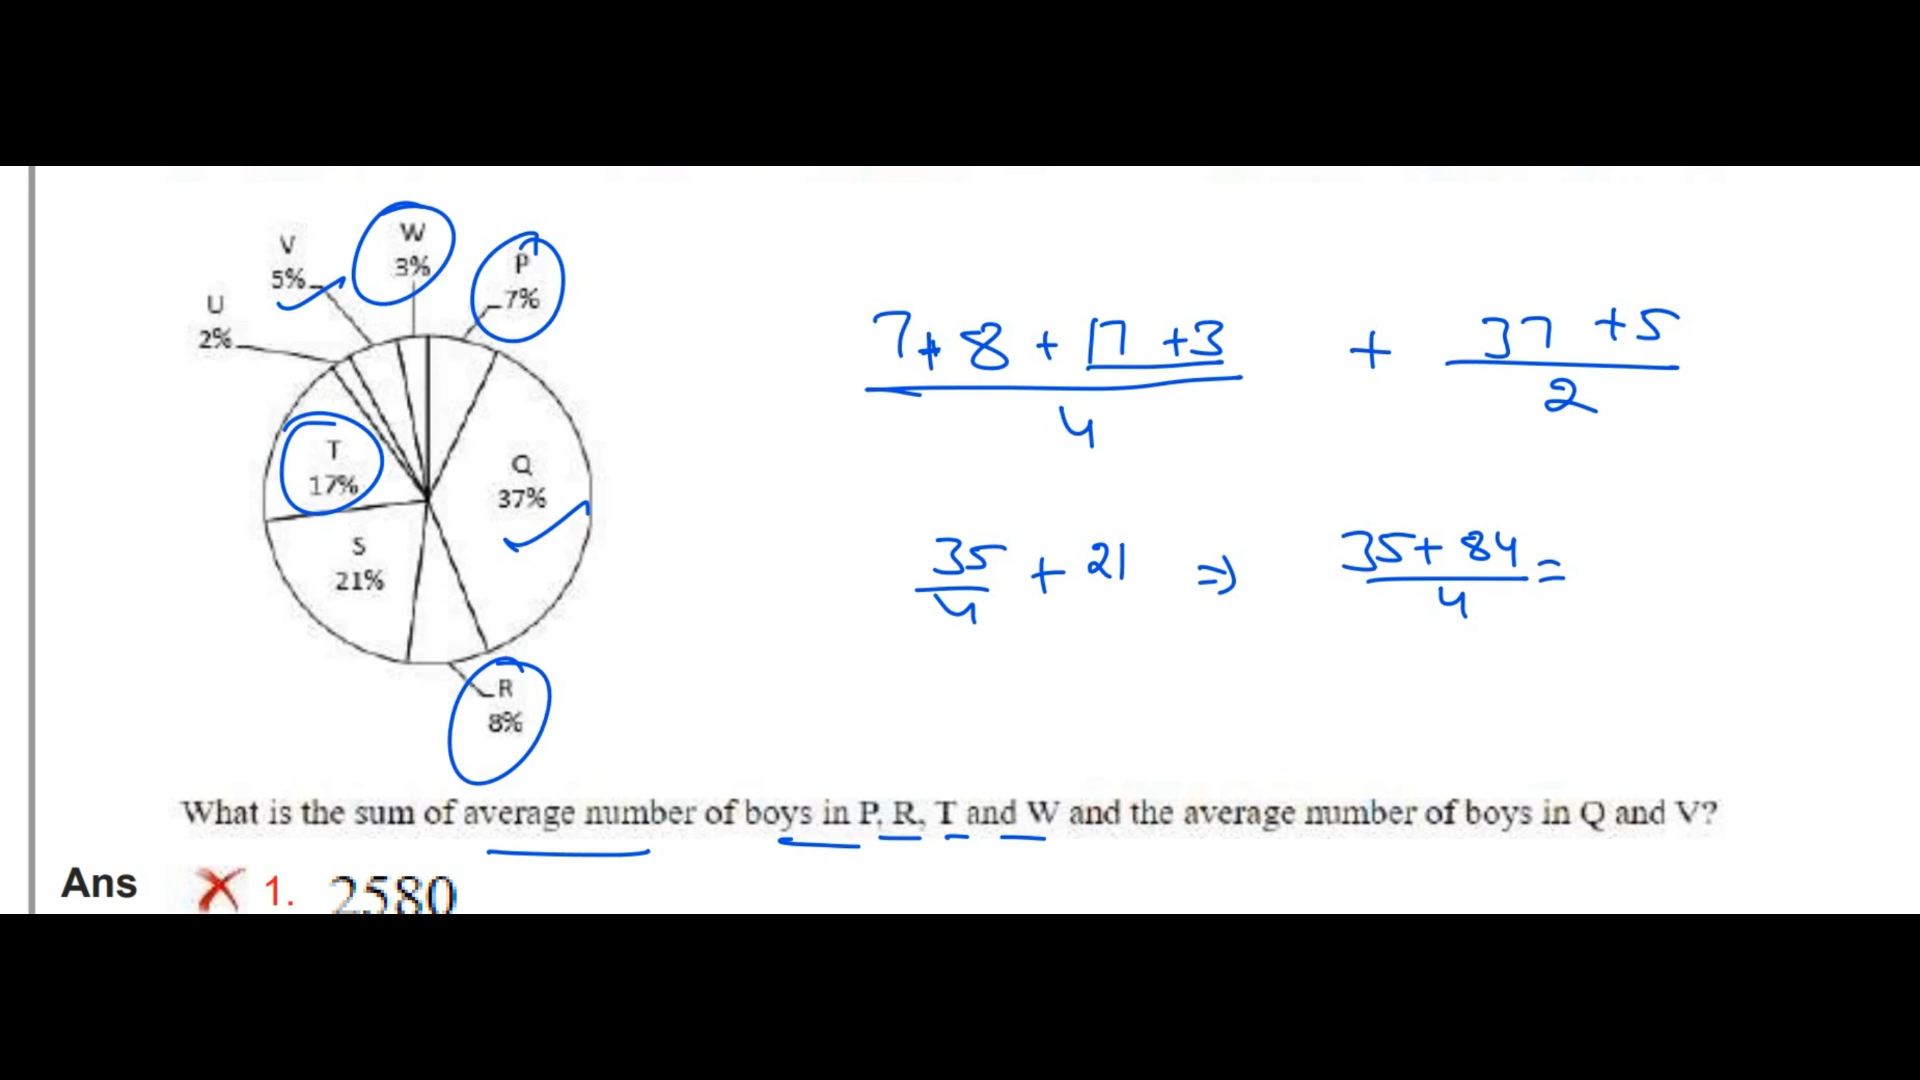 W
V
3%
P
7%
5%
U
2%
7+8+17+3 + 37+5
4 2
T
17%
Q
37%
S
21%
35 + 21 ⇒ 35+84 =
4 4
R
8%
What is the sum of average number of boys in P, R, T and W and the average number of boys in Q and V?
Ans 1. 2580